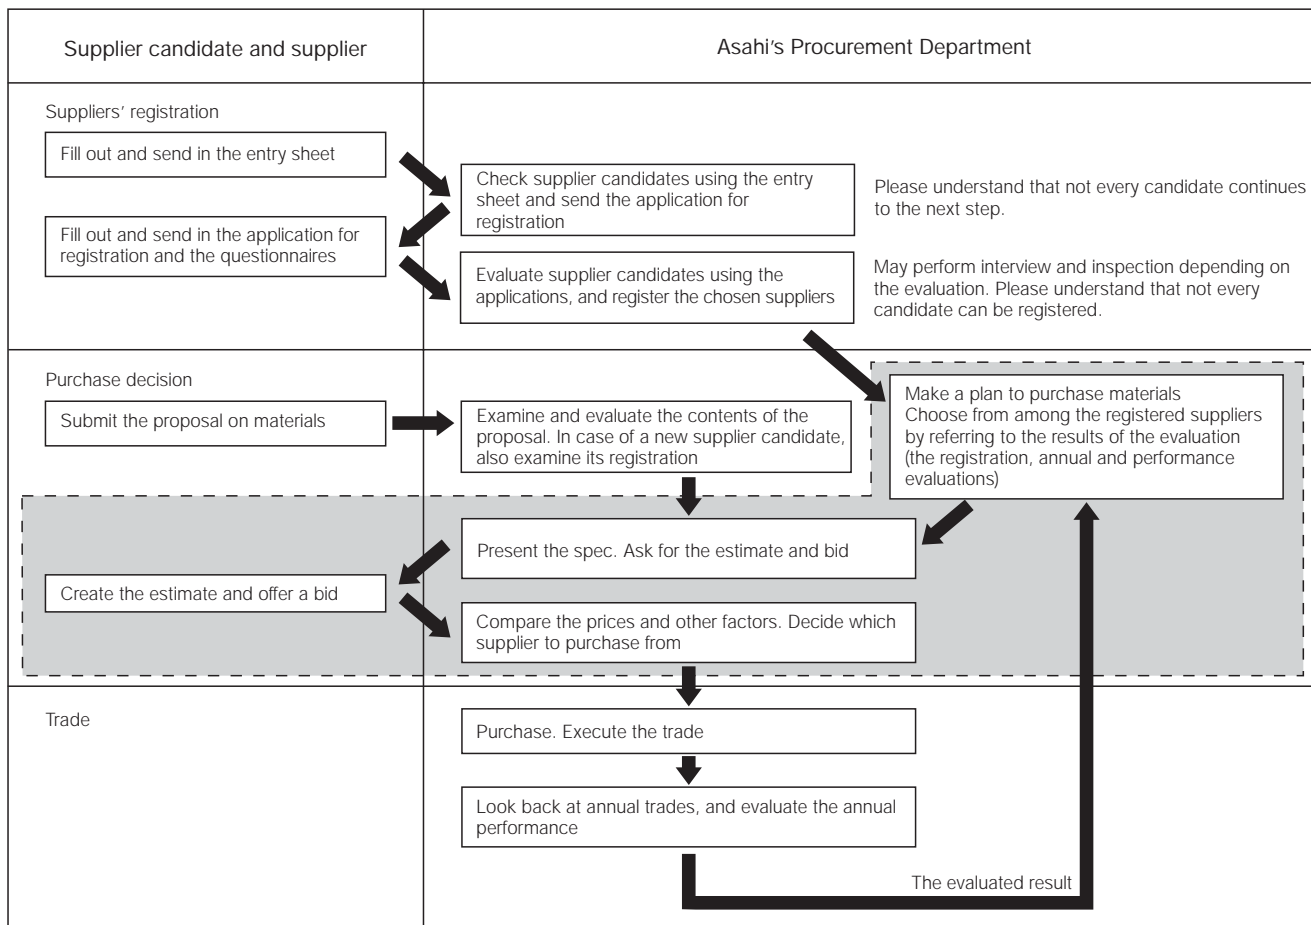 Supplier candidate and supplier
Asahi's Procurement Department
Suppliers' registration
Fill out and send in the entry sheet
Check supplier candidates using the entry
sheet and send the application for
registration
Please understand that not every candidate continues
to the next step.
Fill out and send in the application for
registration and the questionnaires
Evaluate supplier candidates using the
applications, and register the chosen suppliers
May perform interview and inspection depending on
the evaluation. Please understand that not every
candidate can be registered.
Purchase decision
Submit the proposal on materials
Examine and evaluate the contents of the
proposal. In case of a new supplier candidate,
also examine its registration
Make a plan to purchase materials
Choose from among the registered suppliers
by referring to the results of the evaluation
(the registration, annual and performance
evaluations)
Present the spec. Ask for the estimate and bid
Create the estimate and offer a bid
Compare the prices and other factors. Decide which
supplier to purchase from
Trade
Purchase. Execute the trade
Look back at annual trades, and evaluate the annual
performance
The evaluated result